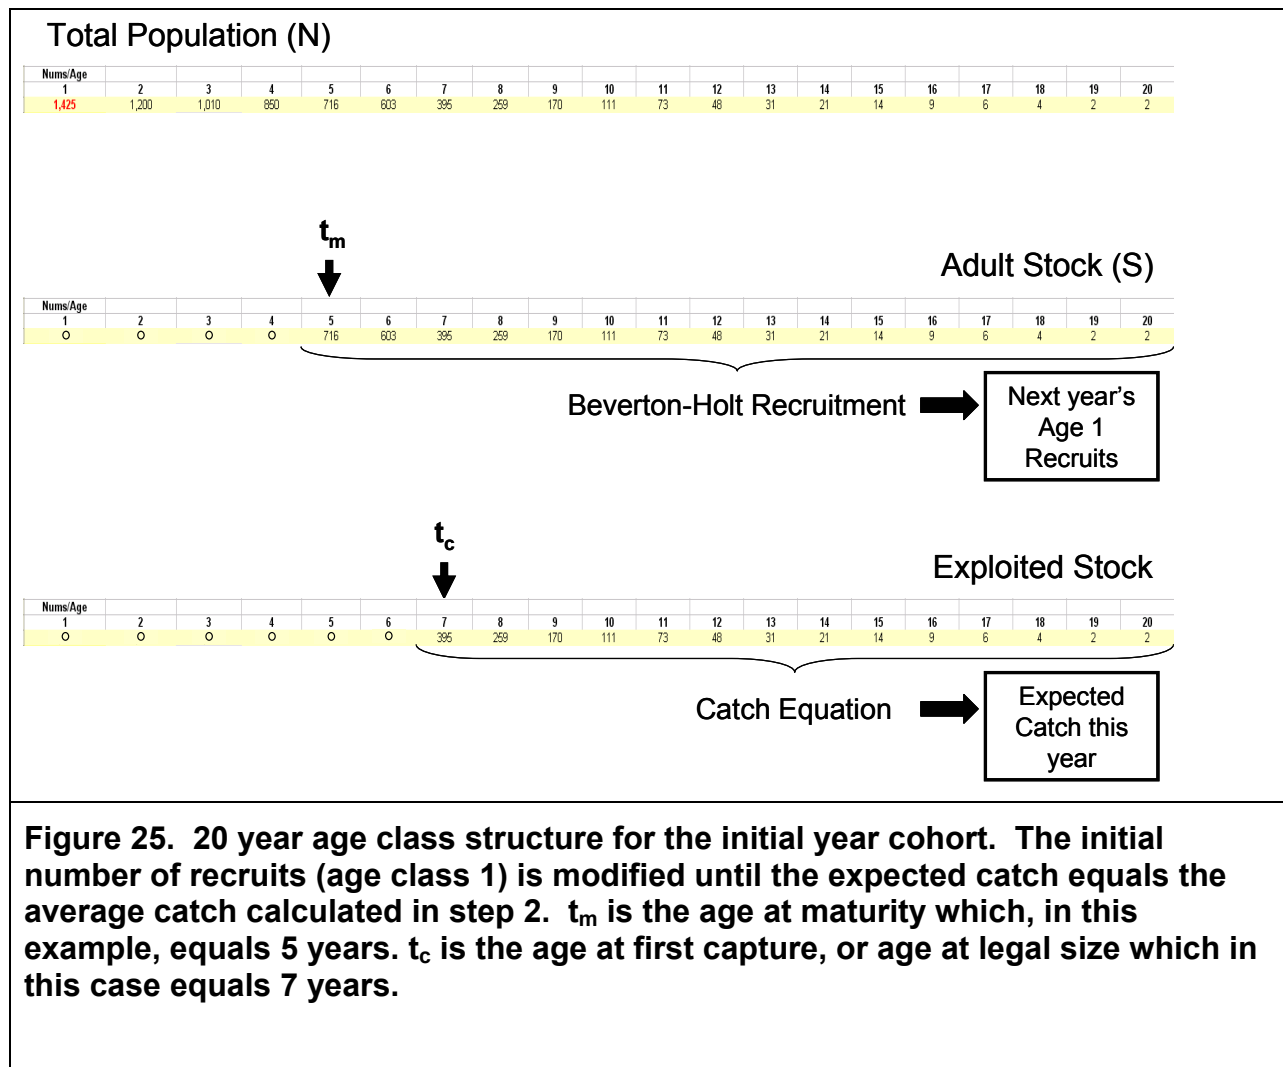 Total Population (N)
Nums/Age
1 2 3 4 5 6 7 8 9 10 11 12 13 14 15 16 17 18 19 20
1,425 1,200 1,010 850 716 603 395 259 170 111 73 48 31 21 14 9 6 4 2 2
tm
Adult Stock (S)
Nums/Age
1 2 3 4 5 6 7 8 9 10 11 12 13 14 15 16 17 18 19 20
O O O O 716 603 395 259 170 111 73 48 31 21 14 9 6 4 2 2
Beverton-Holt Recruitment
Next year's
Age 1
Recruits
tc
Exploited Stock
Nums/Age
1 2 3 4 5 6 7 8 9 10 11 12 13 14 15 16 17 18 19 20
O O O O O O 395 259 170 111 73 48 31 21 14 9 6 4 2 2
Catch Equation
Expected
Catch this
year
Figure 25. 20 year age class structure for the initial year cohort. The initial
number of recruits (age class 1) is modified until the expected catch equals the
average catch calculated in step 2. tm is the age at maturity which, in this
example, equals 5 years. tc is the age at first capture, or age at legal size which in
this case equals 7 years.